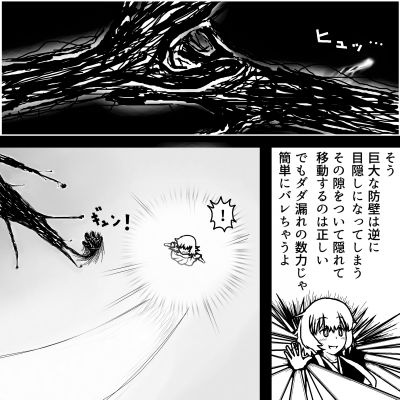 ヒュッ…
そう
巨大な防壁は逆に
目隠しになってしまう
その隙をついて隠れて
移動するのは正しい
でもダダ漏れの数力じゃ
簡単にバレちゃうよ
!
ギュン!